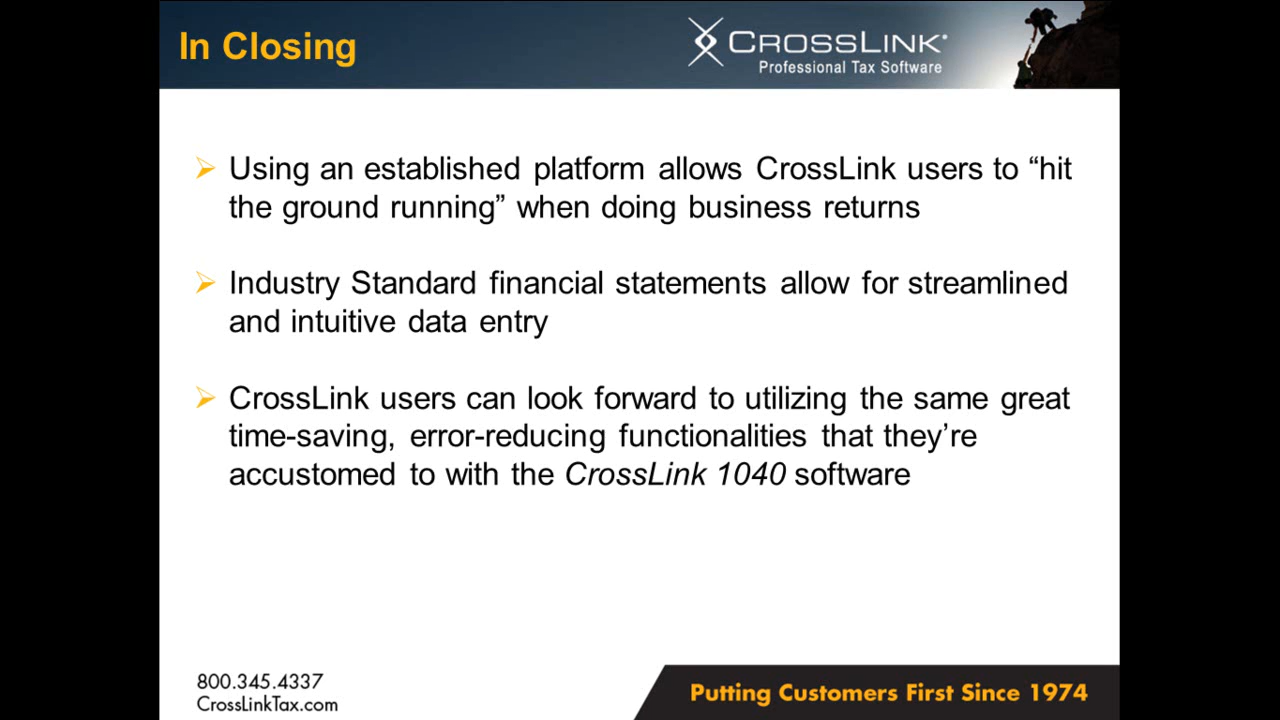 In Closing
CROSSLINK
Professional Tax Software
Using an established platform allows CrossLink users to “hit
the ground running” when doing business returns
Industry Standard financial statements allow for streamlined
and intuitive data entry
CrossLink users can look forward to utilizing the same great
time-saving, error-reducing functionalities that they’re
accustomed to with the CrossLink 1040 software
800.345.4337
CrossLinkTax.com
Putting Customers First Since 1974